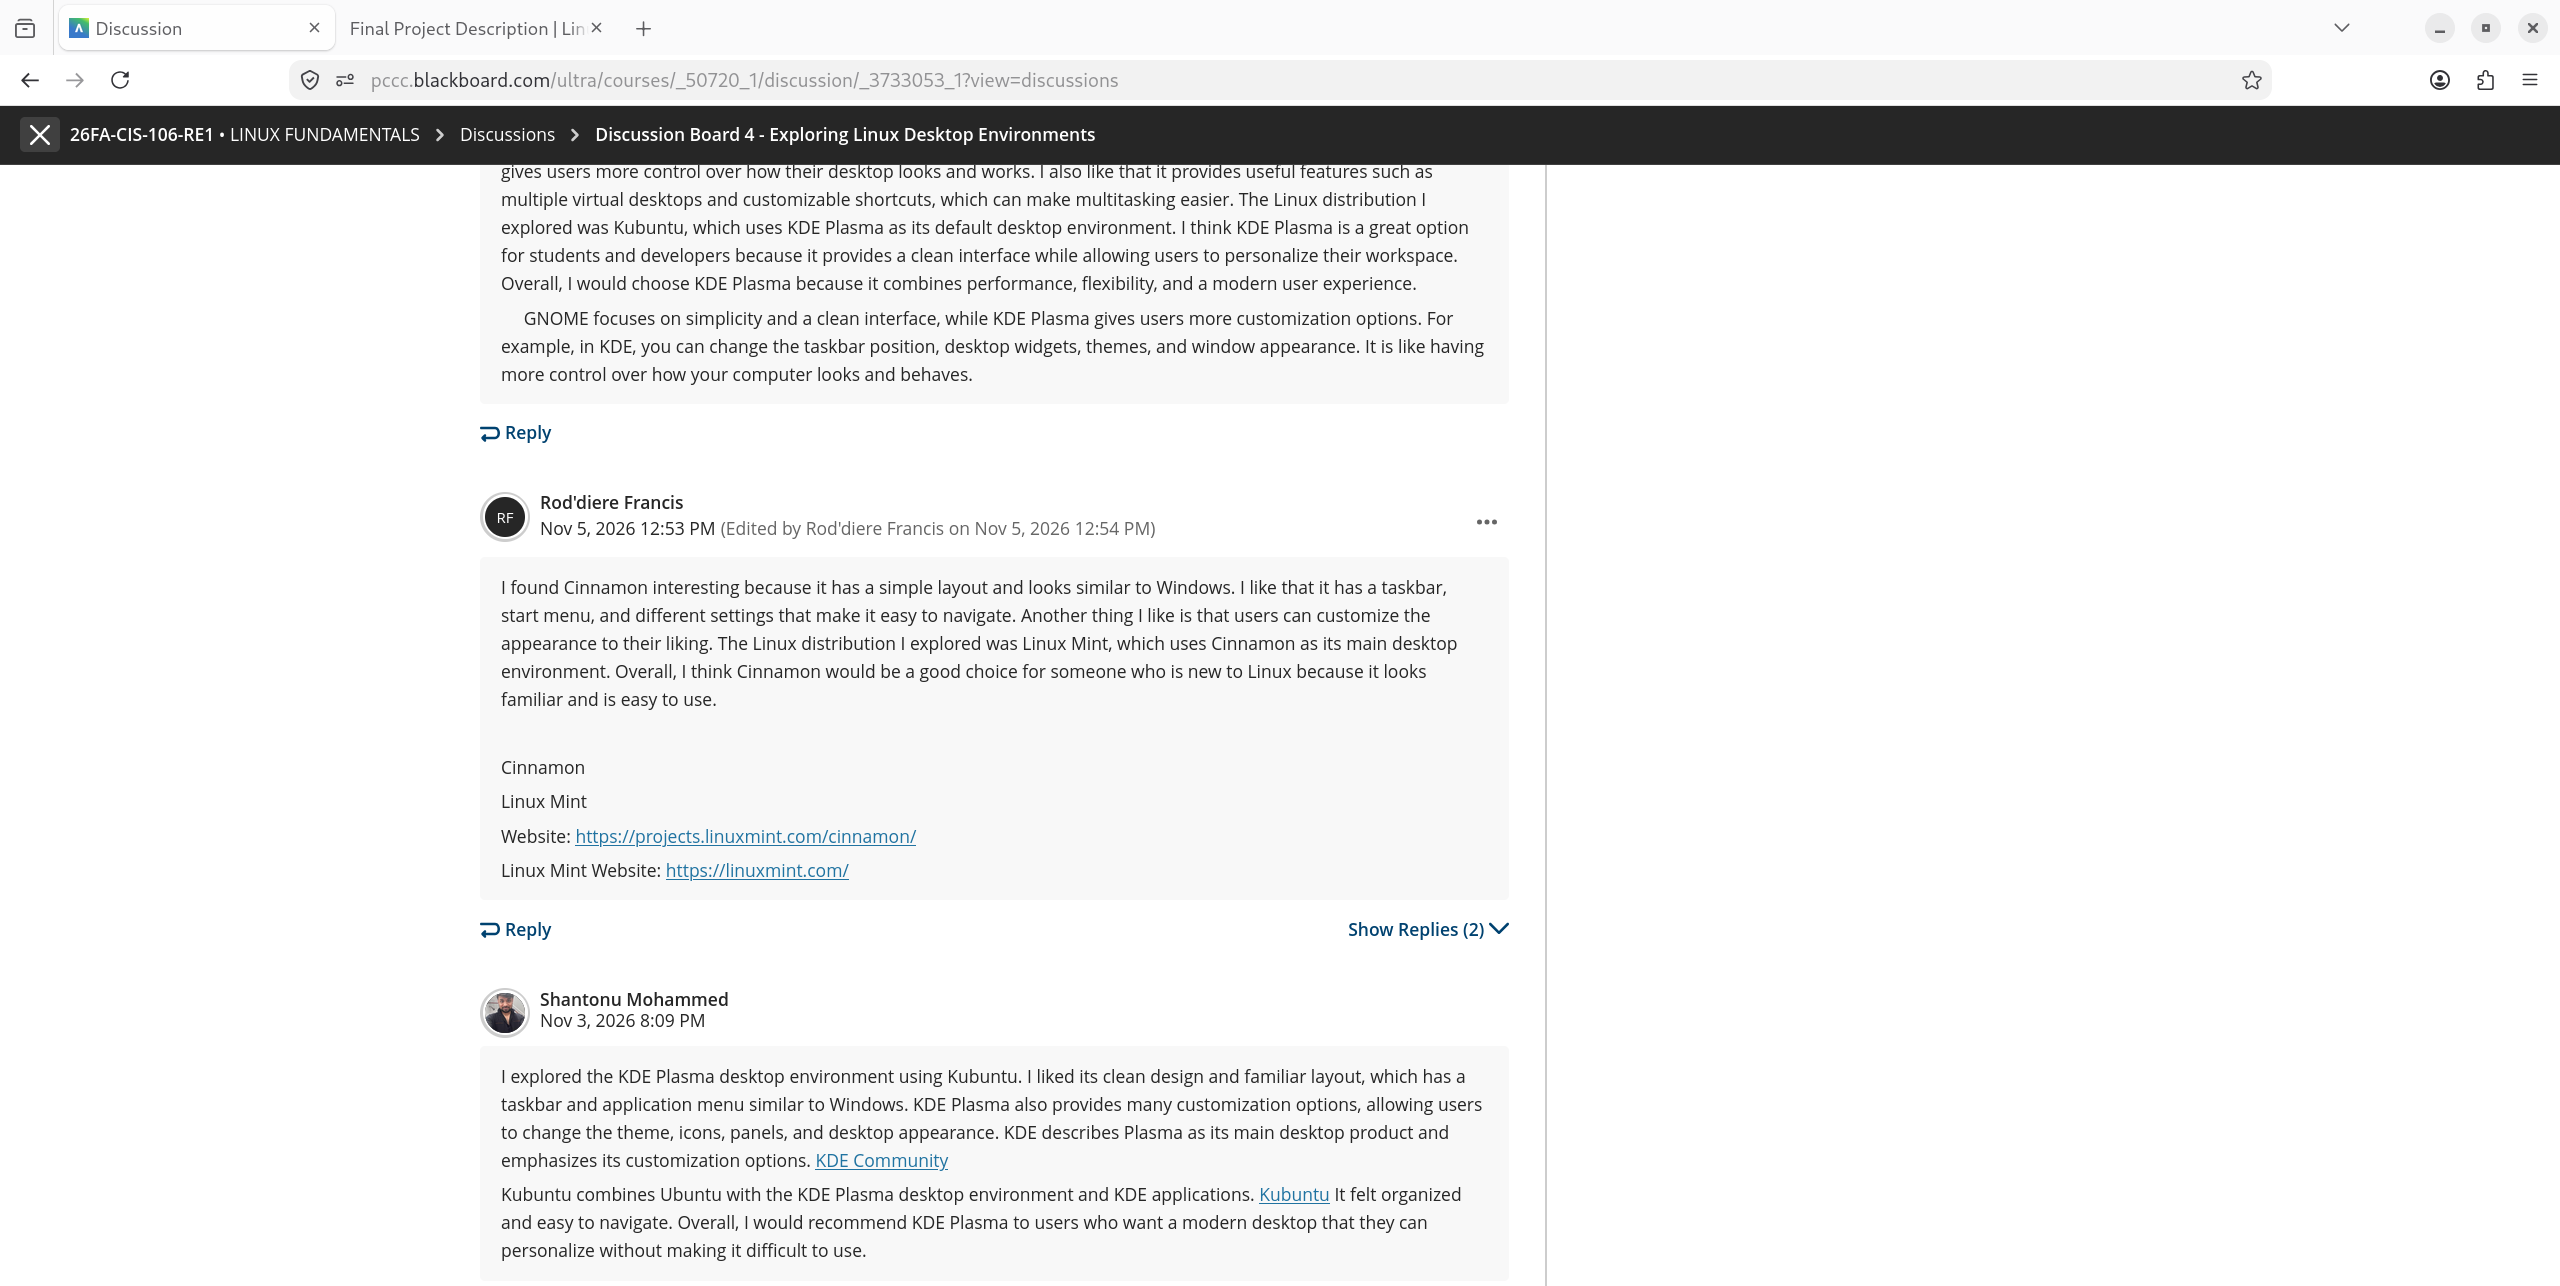 Discussion
Final Project Description | Lin
pccc.blackboard.com/ultra/courses/_50720_1/discussion/_3733053_1?view=discussions
26FA-CIS-106-RE1 • LINUX FUNDAMENTALS > Discussions > Discussion Board 4 - Exploring Linux Desktop Environments
gives users more control over how their desktop looks and works. I also like that it provides useful features such as
multiple virtual desktops and customizable shortcuts, which can make multitasking easier. The Linux distribution I
explored was Kubuntu, which uses KDE Plasma as its default desktop environment. I think KDE Plasma is a great option
for students and developers because it provides a clean interface while allowing users to personalize their workspace.
Overall, I would choose KDE Plasma because it combines performance, flexibility, and a modern user experience.
GNOME focuses on simplicity and a clean interface, while KDE Plasma gives users more customization options. For
example, in KDE, you can change the taskbar position, desktop widgets, themes, and window appearance. It is like having
more control over how your computer looks and behaves.
Reply
RF
Rod'diere Francis
Nov 5, 2026 12:53 PM (Edited by Rod'diere Francis on Nov 5, 2026 12:54 PM)
I found Cinnamon interesting because it has a simple layout and looks similar to Windows. I like that it has a taskbar,
start menu, and different settings that make it easy to navigate. Another thing I like is that users can customize the
appearance to their liking. The Linux distribution I explored was Linux Mint, which uses Cinnamon as its main desktop
environment. Overall, I think Cinnamon would be a good choice for someone who is new to Linux because it looks
familiar and is easy to use.
Cinnamon
Linux Mint
Website: https://projects.linuxmint.com/cinnamon/
Linux Mint Website: https://linuxmint.com/
Reply
Show Replies (2)
Shantonu Mohammed
Nov 3, 2026 8:09 PM
I explored the KDE Plasma desktop environment using Kubuntu. I liked its clean design and familiar layout, which has a
taskbar and application menu similar to Windows. KDE Plasma also provides many customization options, allowing users
to change the theme, icons, panels, and desktop appearance. KDE describes Plasma as its main desktop product and
emphasizes its customization options. KDE Community
Kubuntu combines Ubuntu with the KDE Plasma desktop environment and KDE applications. Kubuntu It felt organized
and easy to navigate. Overall, I would recommend KDE Plasma to users who want a modern desktop that they can
personalize without making it difficult to use.